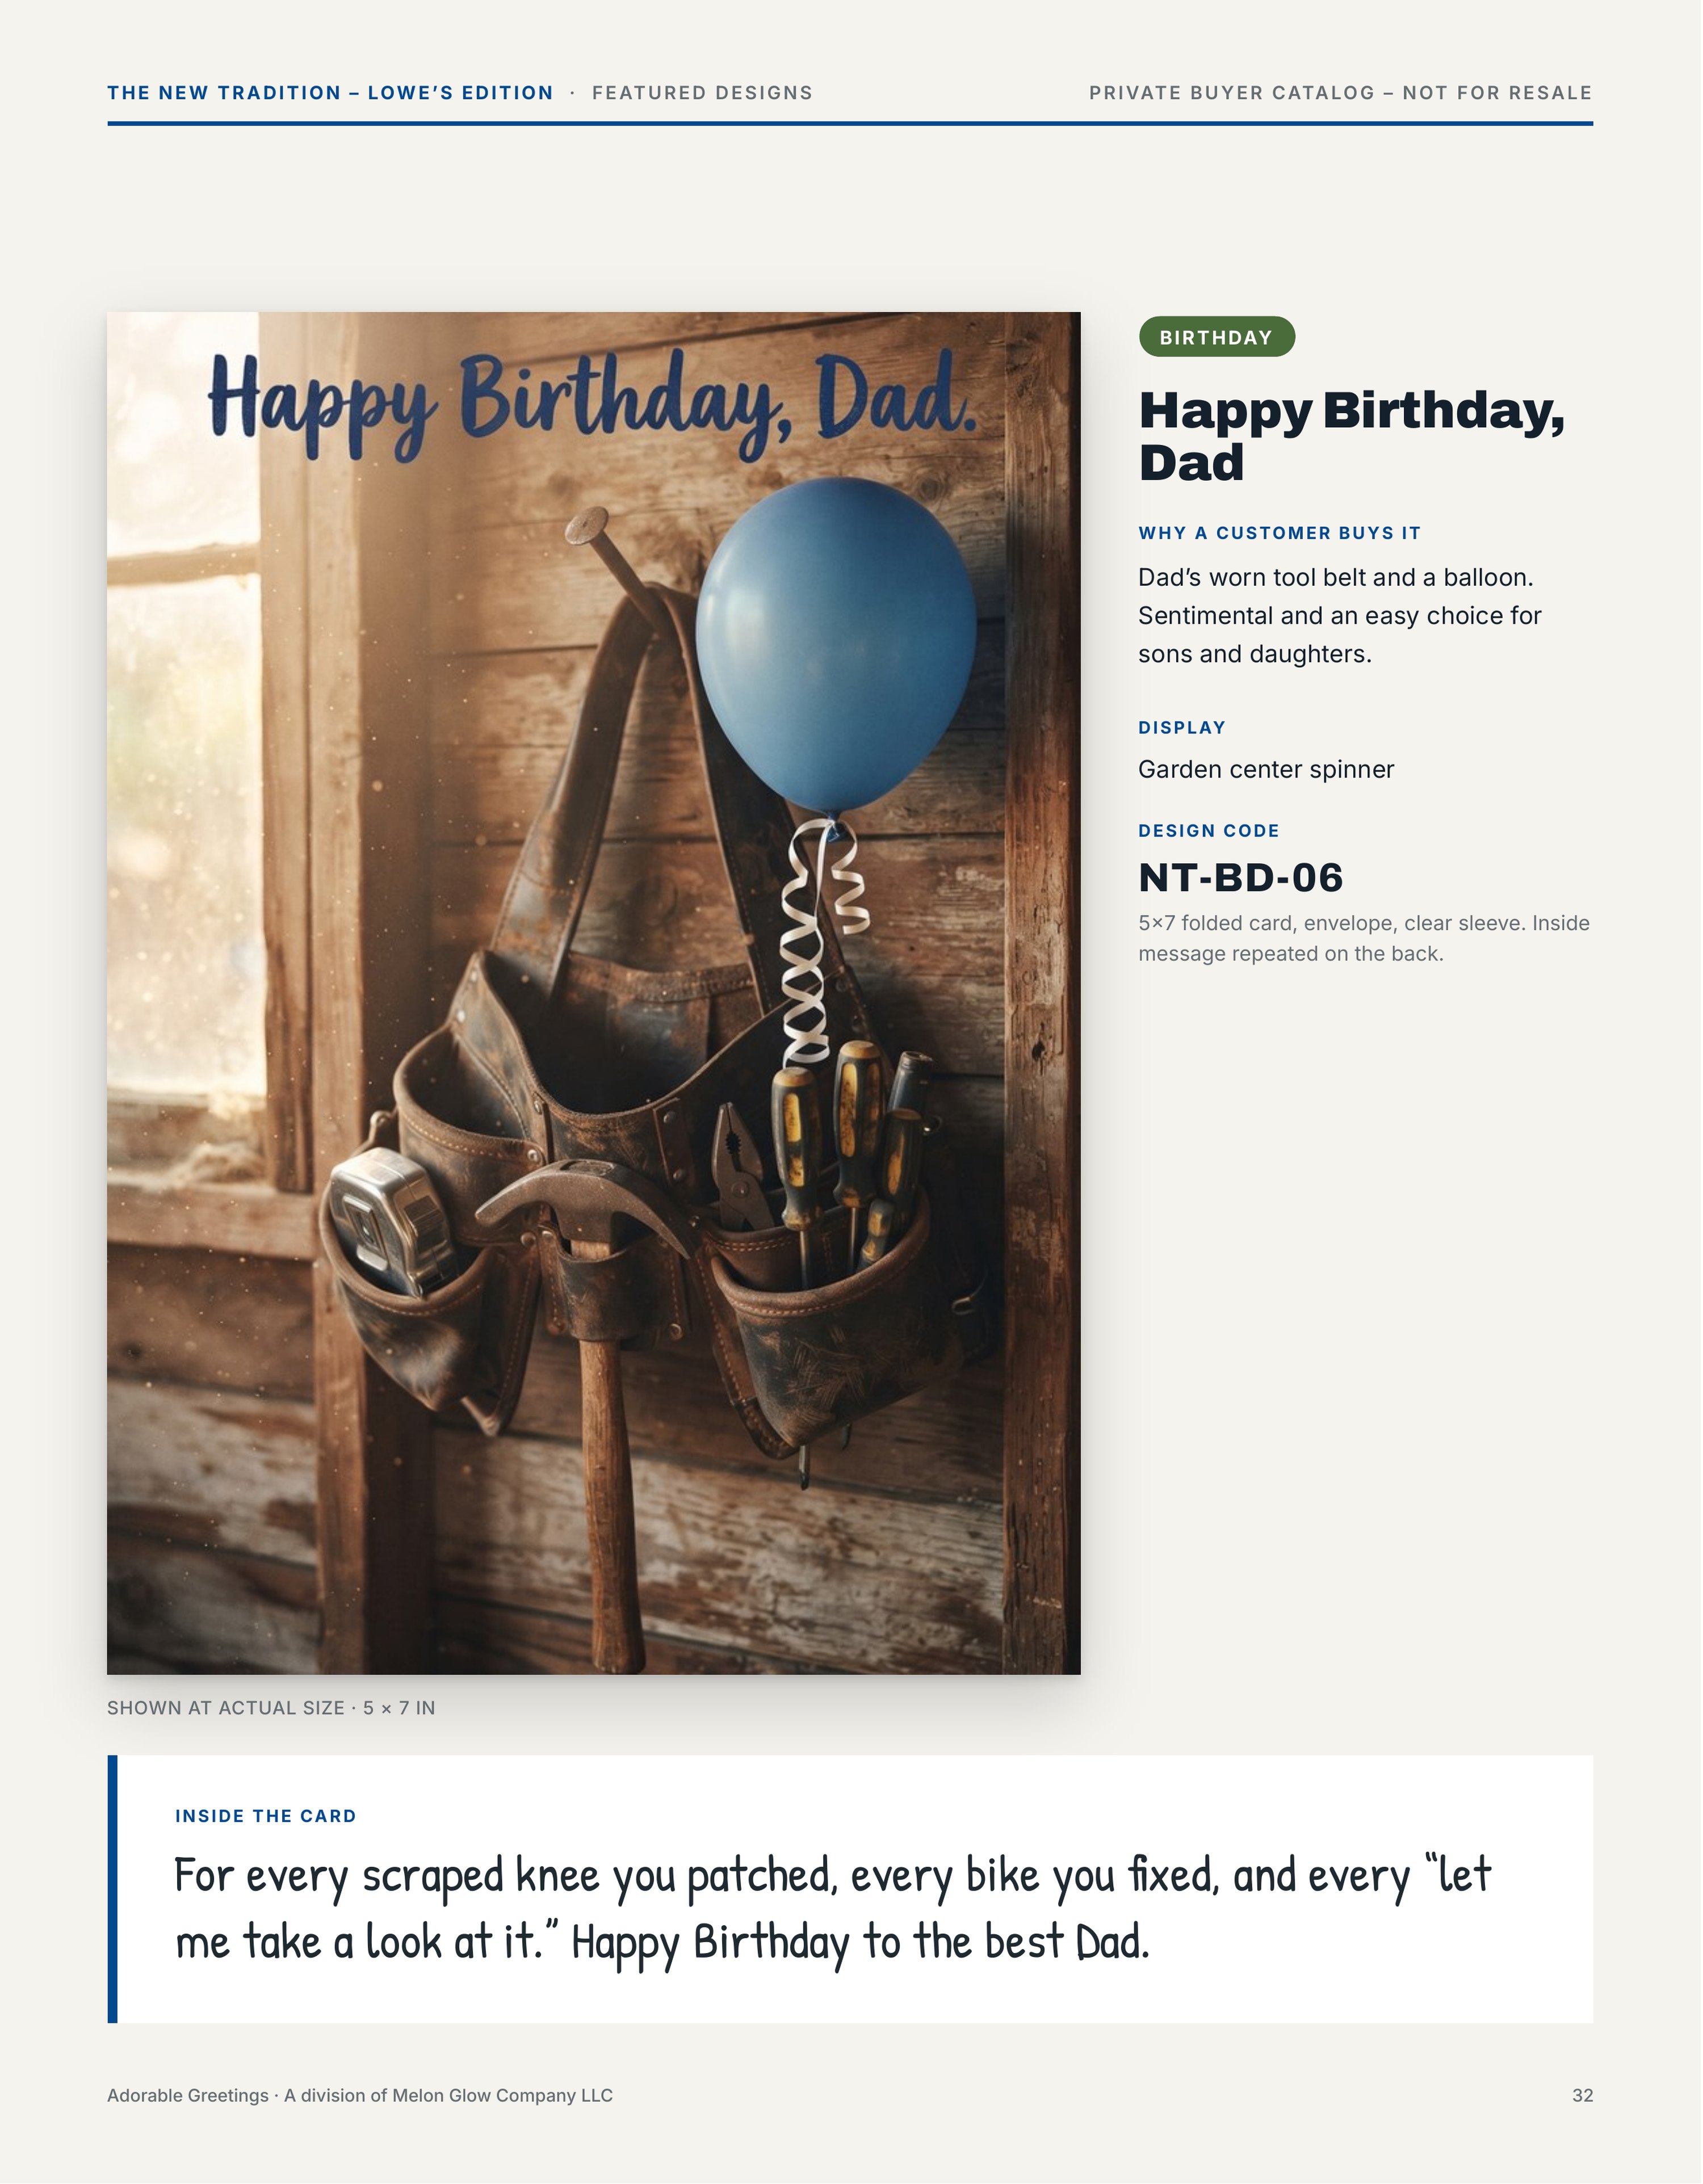 THE NEW TRADITION – LOWE’S EDITION · FEATURED DESIGNS
PRIVATE BUYER CATALOG – NOT FOR RESALE
Happy Birthday, Dad.
BIRTHDAY
Happy Birthday,
Dad
WHY A CUSTOMER BUYS IT
Dad’s worn tool belt and a balloon.
Sentimental and an easy choice for
sons and daughters.
DISPLAY
Garden center spinner
DESIGN CODE
NT-BD-06
5×7 folded card, envelope, clear sleeve. Inside
message repeated on the back.
SHOWN AT ACTUAL SIZE · 5 × 7 IN
INSIDE THE CARD
For every scraped knee you patched, every bike you fixed, and every “let
me take a look at it.” Happy Birthday to the best Dad.
Adorable Greetings · A division of Melon Glow Company LLC
32